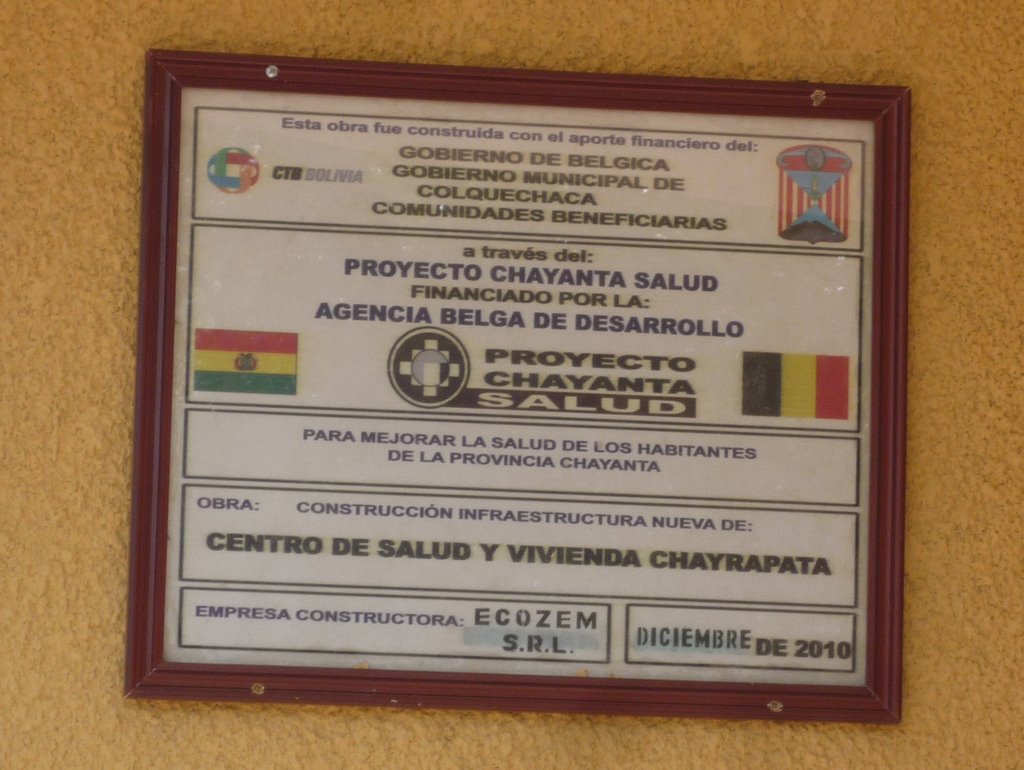 Esta obra fue construida con el aporte financiero del:
CTB BOLIVIA
GOBIERNO DE BELGICA
GOBIERNO MUNICIPAL DE
COLQUECHACA
COMUNIDADES BENEFICIARIAS
a través del:
PROYECTO CHAYANTA SALUD
FINANCIADO POR LA:
AGENCIA BELGA DE DESARROLLO
PROYECTO
CHAYANTA
SALUD
PARA MEJORAR LA SALUD DE LOS HABITANTES
DE LA PROVINCIA CHAYANTA
OBRA: CONSTRUCCIÓN INFRAESTRUCTURA NUEVA DE:
CENTRO DE SALUD Y VIVIENDA CHAYRAPATA
EMPRESA CONSTRUCTORA: ECOZEM
S.R.L.
DICIEMBRE DE 2010